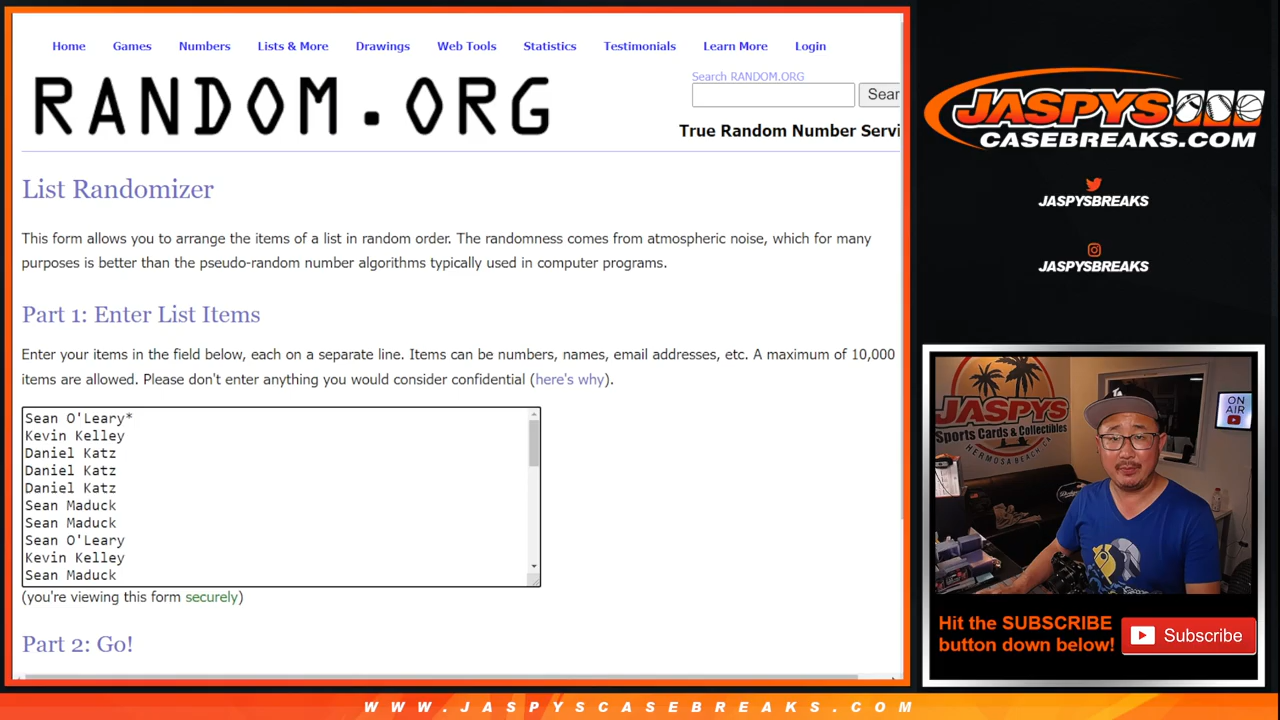 Home Games Numbers Lists & More Drawings Web Tools Statistics Testimonials Learn More Login
Search RANDOM.ORG
RANDOM.ORG
Sear
True Random Number Servi
List Randomizer
This form allows you to arrange the items of a list in random order. The randomness comes from atmospheric noise, which for many
purposes is better than the pseudo-random number algorithms typically used in computer programs.
Part 1: Enter List Items
Enter your items in the field below, each on a separate line. Items can be numbers, names, email addresses, etc. A maximum of 10,000
items are allowed. Please don't enter anything you would consider confidential (here's why).
Sean O'Leary*
Kevin Kelley
Daniel Katz
Daniel Katz
Daniel Katz
Sean Maduck
Sean Maduck
Sean O'Leary
Kevin Kelley
Sean Maduck
(you're viewing this form securely)
Part 2: Go!
JASPYS
CASEBREAKS.COM
JASPYSBREAKS
JASPYSBREAKS
JASPYS
Sports Cards & Collectibles
HERMOSA BEACH CA
ON
AIR
Hit the SUBSCRIBE
button down below!
Subscribe
WWW.JASPYSCASEBREAKS.COM